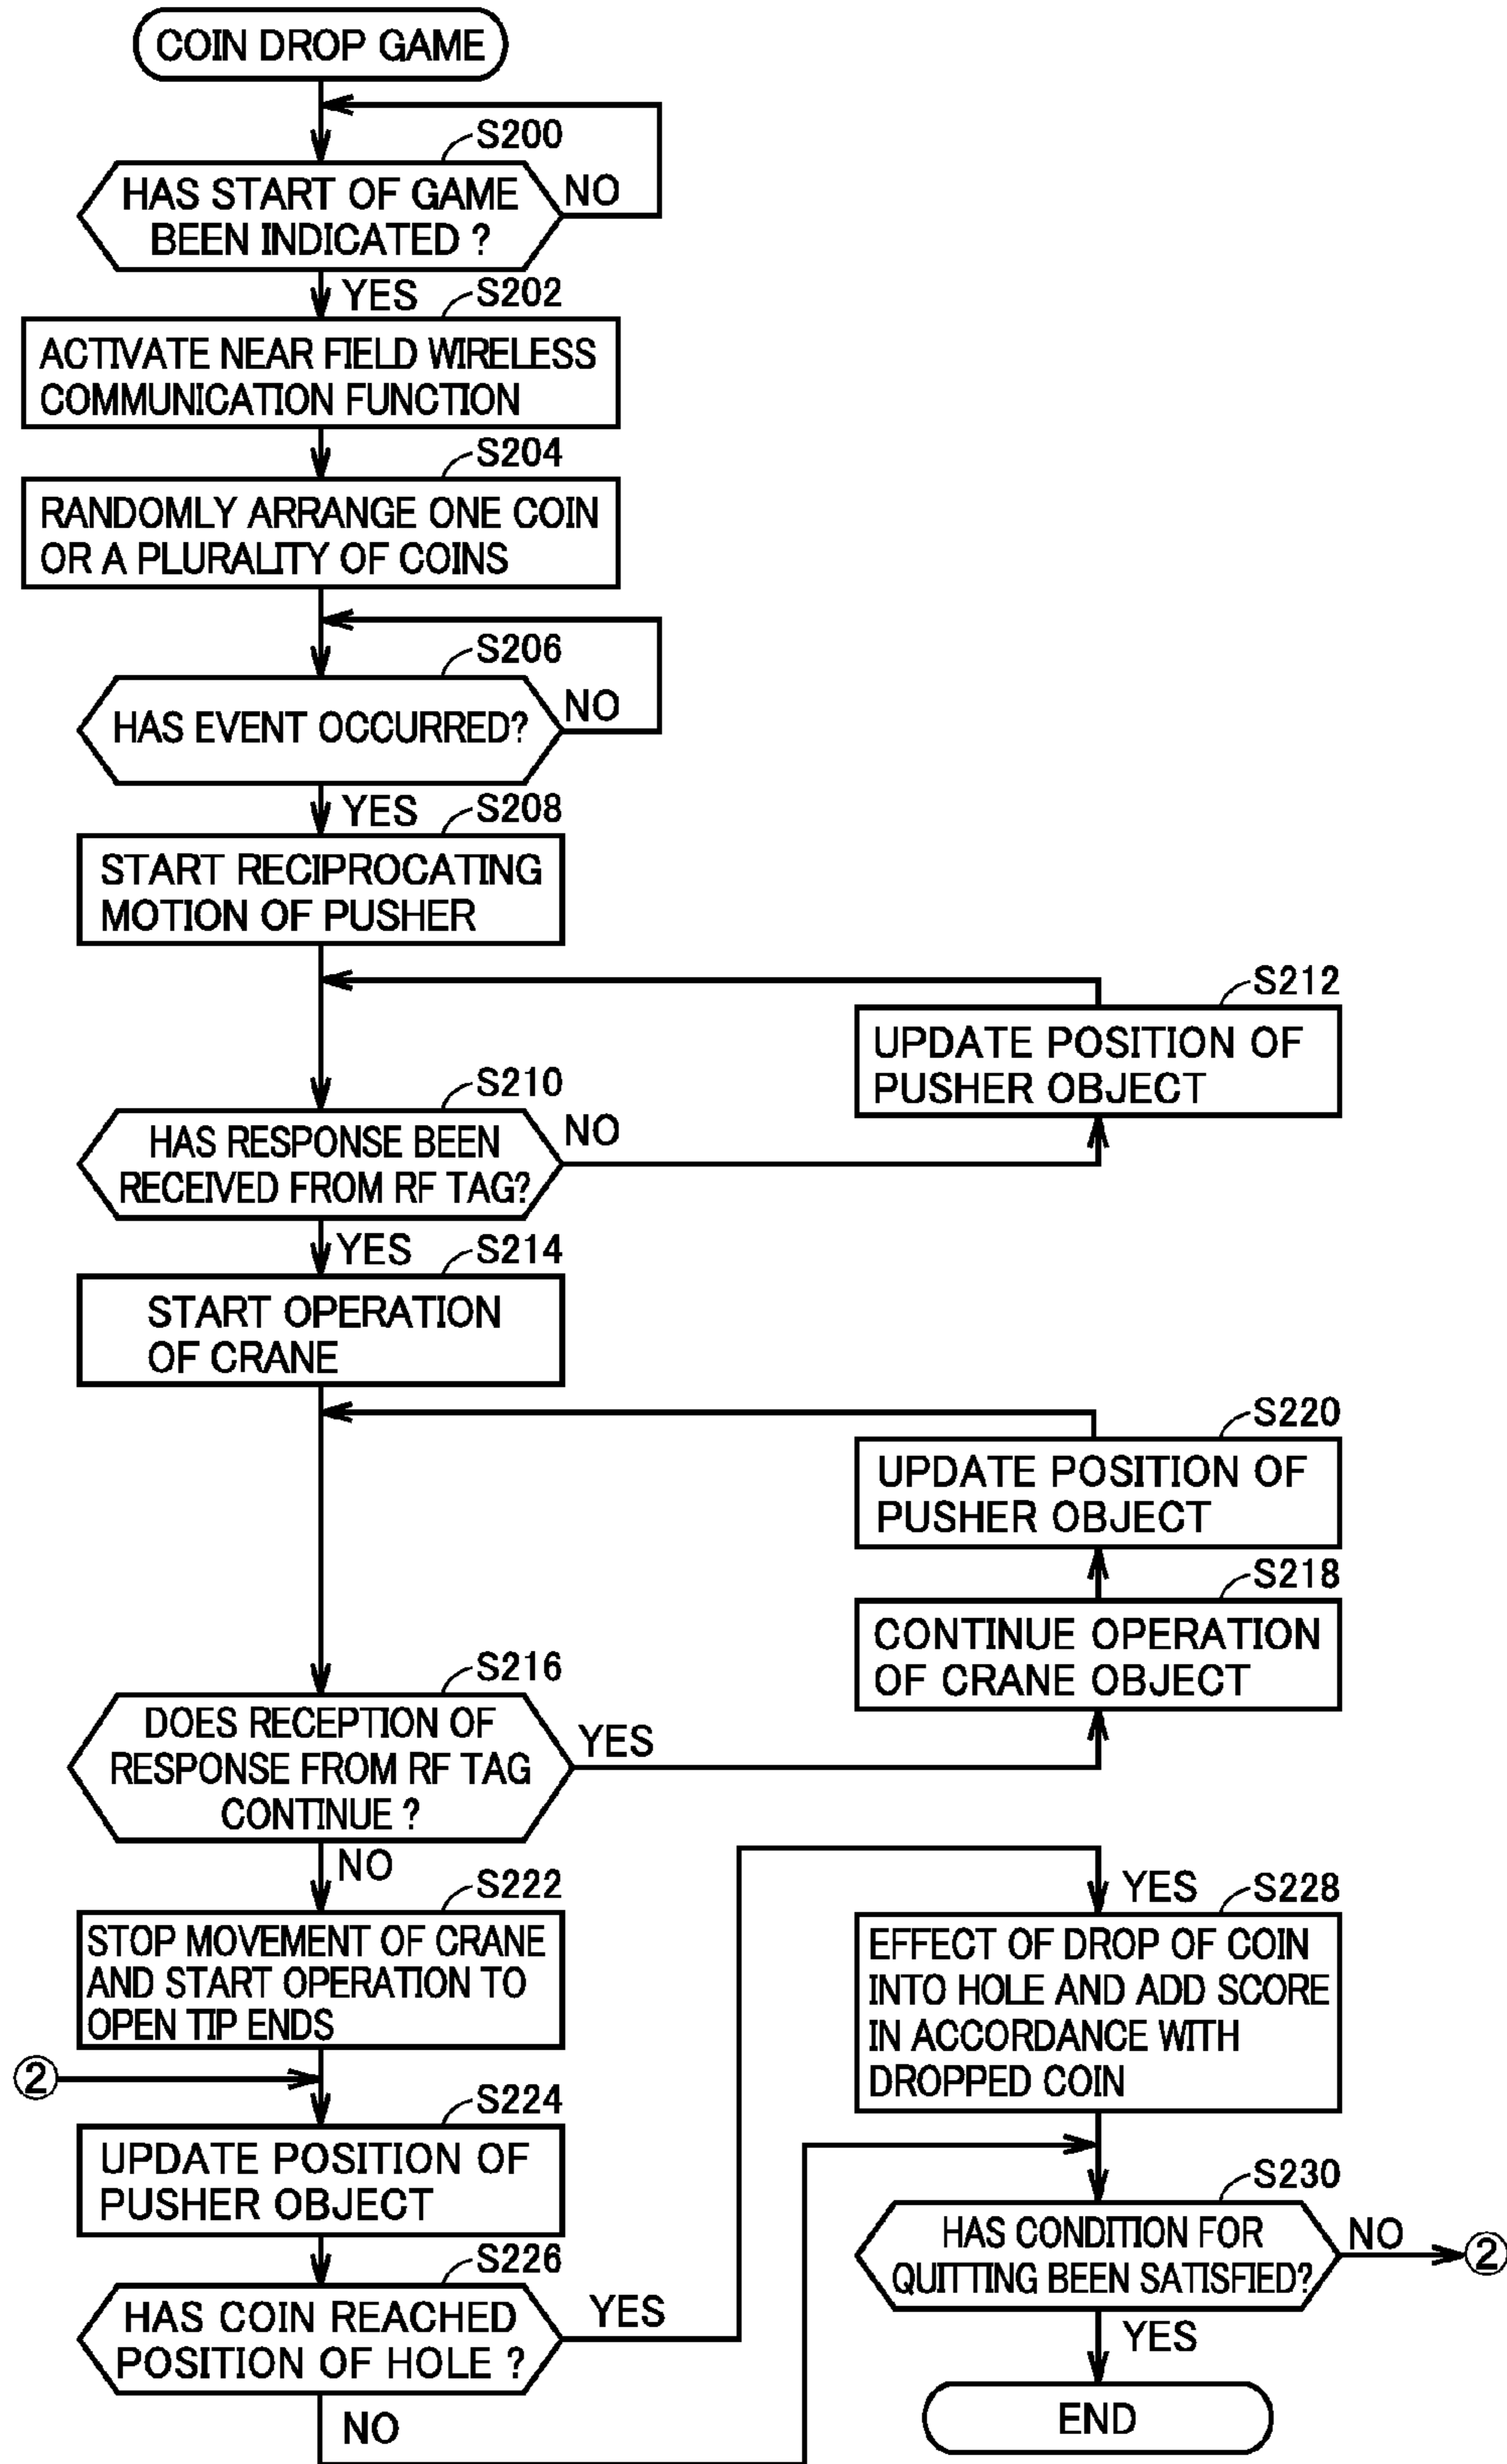 COIN DROP GAME
S200
HAS START OF GAME
BEEN INDICATED ?
NO
YES
S202
ACTIVATE NEAR FIELD WIRELESS
COMMUNICATION FUNCTION
S204
RANDOMLY ARRANGE ONE COIN
OR A PLURALITY OF COINS
S206
HAS EVENT OCCURRED?
NO
YES
S208
START RECIPROCATING
MOTION OF PUSHER
S212
UPDATE POSITION OF
PUSHER OBJECT
S210
HAS RESPONSE BEEN
RECEIVED FROM RF TAG?
NO
YES
S214
START OPERATION
OF CRANE
S220
UPDATE POSITION OF
PUSHER OBJECT
S218
CONTINUE OPERATION
OF CRANE OBJECT
S216
DOES RECEPTION OF
RESPONSE FROM RF TAG
CONTINUE ?
YES
NO
S222
STOP MOVEMENT OF CRANE
AND START OPERATION TO
OPEN TIP ENDS
②
S224
UPDATE POSITION OF
PUSHER OBJECT
S226
HAS COIN REACHED
POSITION OF HOLE ?
YES
NO
YES
S228
EFFECT OF DROP OF COIN
INTO HOLE AND ADD SCORE
IN ACCORDANCE WITH
DROPPED COIN
S230
HAS CONDITION FOR
QUITTING BEEN SATISFIED?
NO
②
YES
END